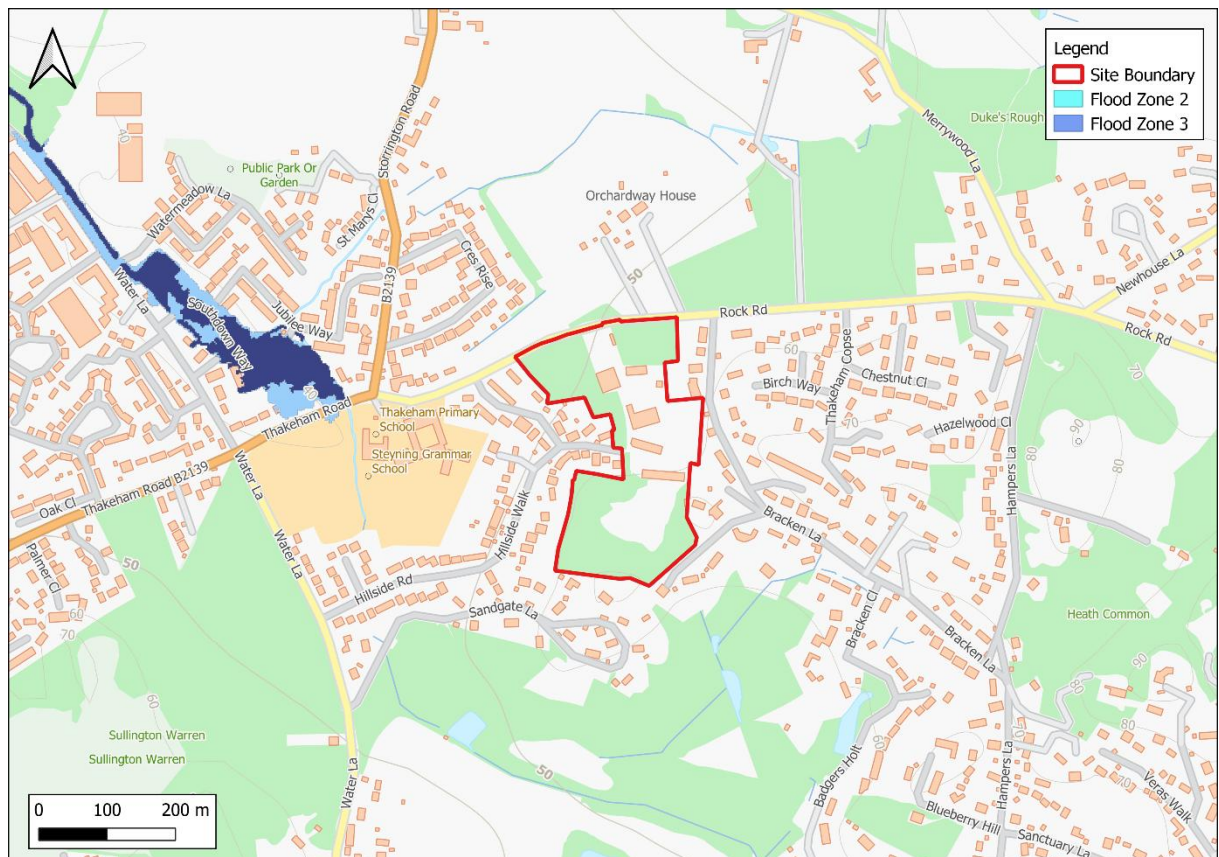 Legend
Site Boundary
Flood Zone 2
Flood Zone 3
Duke's Rough
Merrywood La
Storrington Road
40
Public Park Or
Garden
Watermeadow La
St Marys Cl
Orchardway House
50
Cres Rise
B2139
Newhouse La
Water La
Southdown Way
Jubilee Way
Rock Rd
Rock Rd
60
70
Birch Way
Chestnut Cl
Thakeham Copse
Thakeham Road
Thakeham Primary
School
Steyning Grammar
School
Hazelwood Cl
70
90
80
80
Hampers La
Thakeham Road B2139
Oak Cl
Water La
Hillside Walk
Bracken La
Palmer Cl
50
Water La
Hillside Rd
Sandgate La
Bracken Cl
Heath Common
60
70
Bracken La
90
80
80
60
Sullington Warren
Sullington Warren
70
60
50
Water La
Badgers Holt
Hampers La
70
Veras Walk
Blueberry Hill
Sanctuary La
0 100 200 m